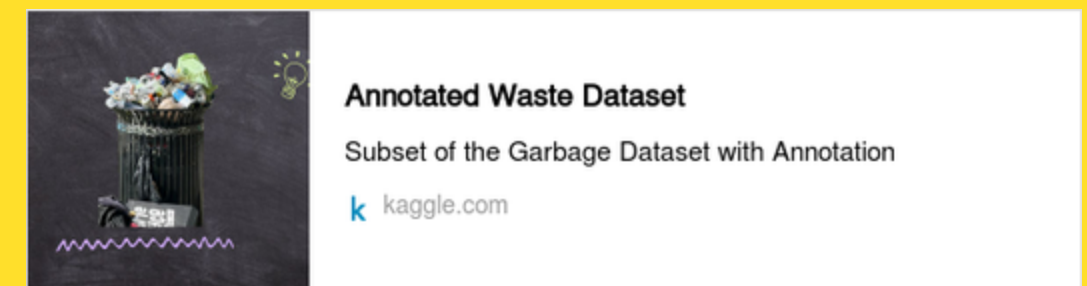 Annotated Waste Dataset
Subset of the Garbage Dataset with Annotation
k kaggle.com